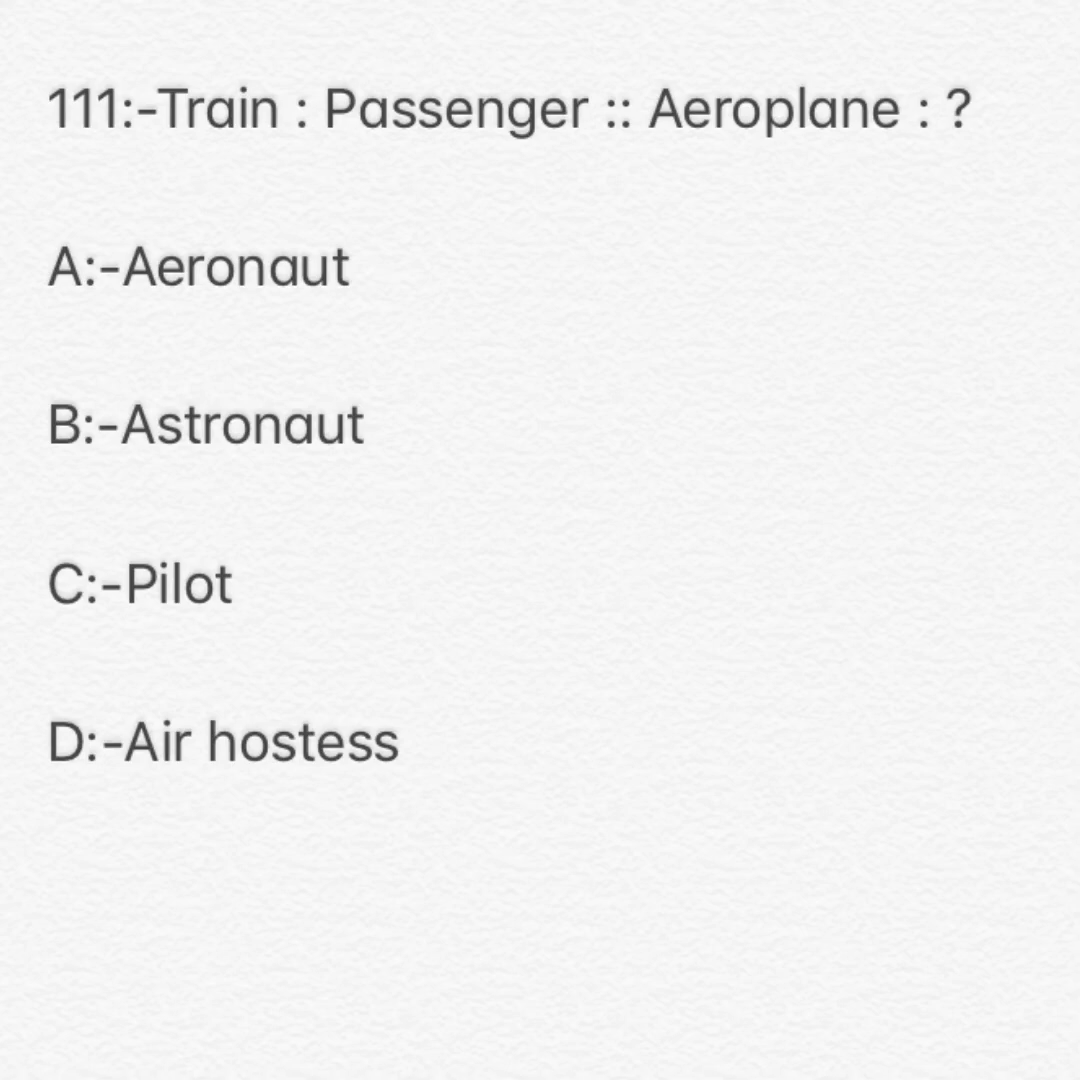 111:-Train : Passenger :: Aeroplane : ?
A:-Aeronaut
B:-Astronaut
C:-Pilot
D:-Air hostess